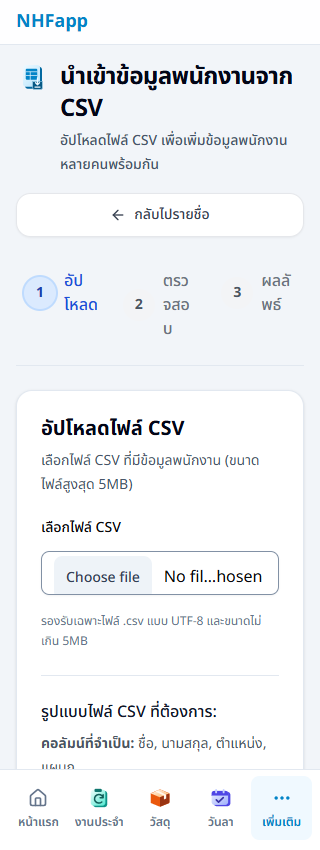 NHFapp
นำเข้าข้อมูลพนักงานจาก
CSV
อัปโหลดไฟล์ CSV เพื่อเพิ่มข้อมูลพนักงาน
หลายคนพร้อมกัน
← กลับไปรายชื่อ
1
อัป
โหลด
2
ตรว
จสอ
บ
3
ผลลั
พธ์
อัปโหลดไฟล์ CSV
เลือกไฟล์ CSV ที่มีข้อมูลพนักงาน (ขนาด
ไฟล์สูงสุด 5MB)
เลือกไฟล์ CSV
Choose file No fil...hosen
รองรับเฉพาะไฟล์ .csv แบบ UTF-8 และขนาดไม่
เกิน 5MB
รูปแบบไฟล์ CSV ที่ต้องการ:
คอลัมน์ที่จำเป็น: ชื่อ, นามสกุล, ตำแหน่ง,
แผนก
หน้าแรก งานประจำ วัสดุ วันลา เพิ่มเติม